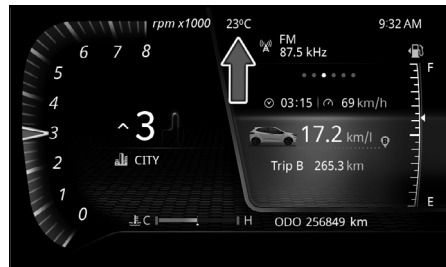 rpm x1000
23ºC
9:32 AM
FM
87.5 kHz
6 7 8
5
4
3
2
1
0
^3
CITY
03:15 | 69 km/h
17.2 km/l
Trip B 265.3 km
F
E
C
H
ODO 256849 km